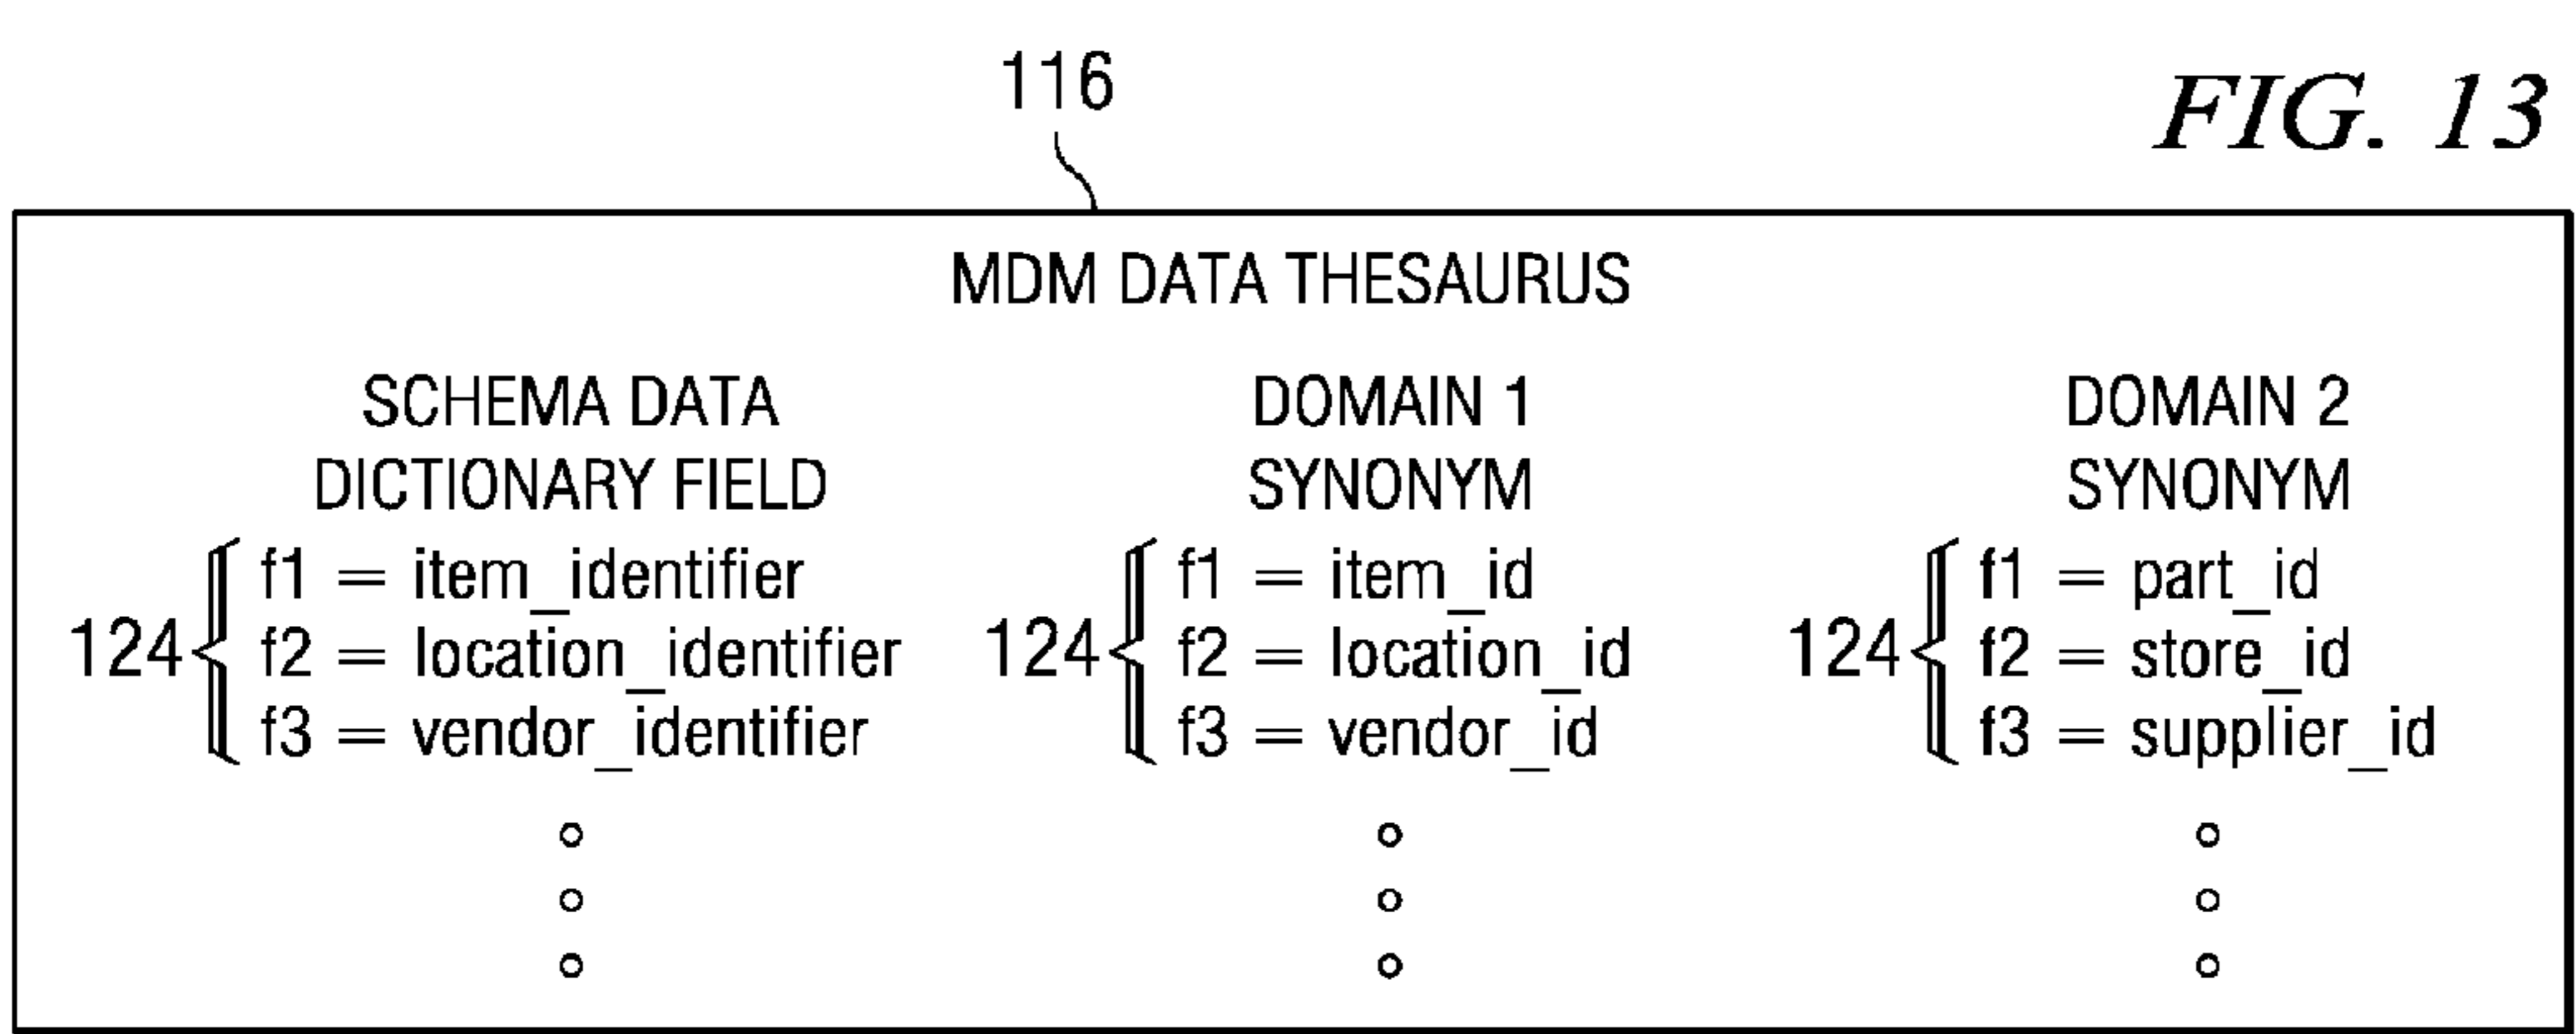 116
FIG. 13
MDM DATA THESAURUS
SCHEMA DATA DICTIONARY FIELD
124
f1 = item_identifier
f2 = location_identifier
f3 = vendor_identifier
DOMAIN 1
SYNONYM
124
f1 = item_id
f2 = location_id
f3 = vendor_id
DOMAIN 2
SYNONYM
124
f1 = part_id
f2 = store_id
f3 = supplier_id